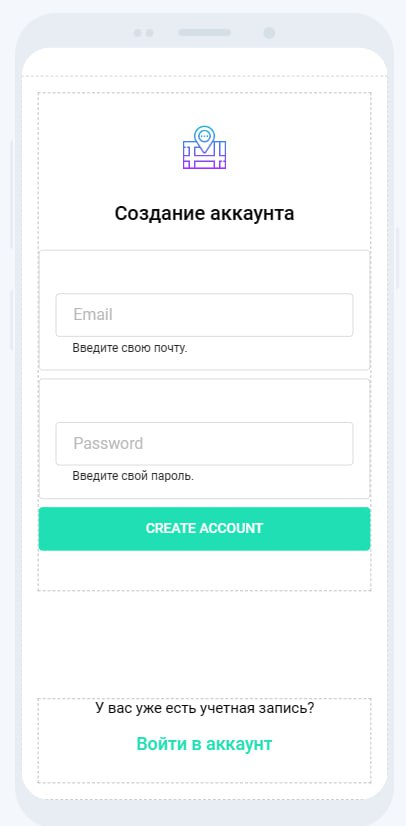 Создание аккаунта
Email
Введите свою почту.
Password
Введите свой пароль.
CREATE ACCOUNT
У вас уже есть учетная запись?
Войти в аккаунт